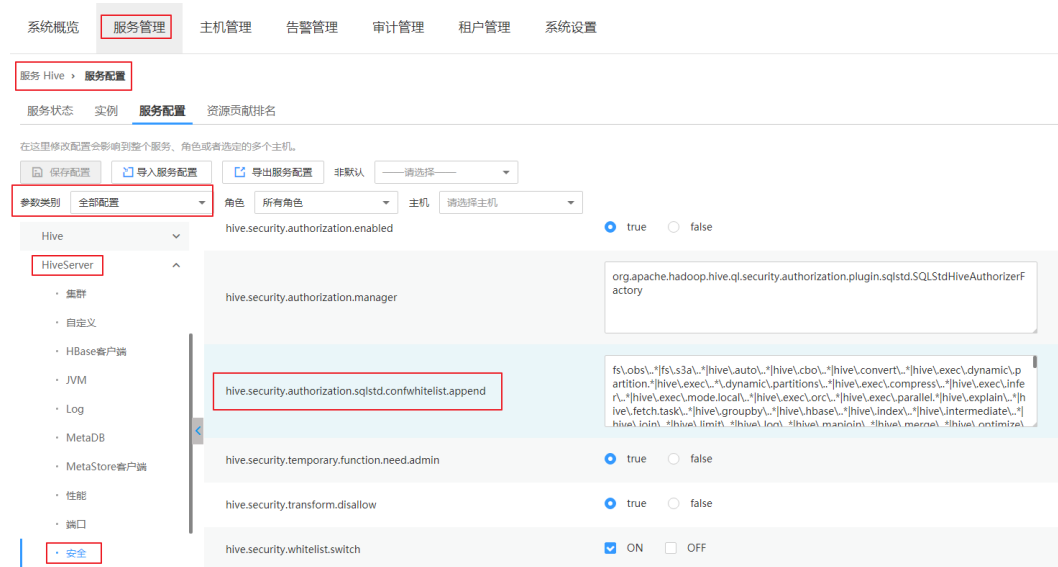 系统概览 服务管理 主机管理 告警管理 审计管理 租户管理 系统设置
服务 Hive › 服务配置
服务状态 实例 服务配置 资源贡献排名
在这里修改配置会影响到整个服务、角色或者选定的多个主机。
保存配置 导入服务配置 导出服务配置 非默认 ——请选择——
参数类别 全部配置 角色 所有角色 主机 请选择主机
Hive
HiveServer
· 集群
· 自定义
· HBase客户端
· JVM
· Log
· MetaDB
· MetaStore客户端
· 性能
· 端口
· 安全
hive.security.authorization.enabled true false
hive.security.authorization.manager
org.apache.hadoop.hive.ql.security.authorization.plugin.sqlstd.SQLStdHiveAuthorizerF
actory
hive.security.authorization.sqlstd.confwhitelist.append
fs\.obs\..*|fs\.s3a\..*|hive\.auto\..*|hive\.cbo\..*|hive\.convert\..*|hive\.exec\.dynamic\.p
artition.*|hive\.exec\..*\.dynamic\.partitions\..*|hive\.exec\.compress\..*|hive\.exec\.infe
r\..*|hive\.exec\.mode.local\..*|hive\.exec\.orc\..*|hive\.exec\.parallel.*|hive\.explain\..*|h
ive\.fetch.task\..*|hive\.groupby\..*|hive\.hbase\..*|hive\.index\..*|hive\.intermediate\..*|
hive\.join\..*|hive\.limit\..*|hive\.log\..*|hive\.mapjoin\..*|hive\.merge\..*|hive\.optimize\
hive.security.temporary.function.need.admin true false
hive.security.transform.disallow true false
hive.security.whitelist.switch ON OFF